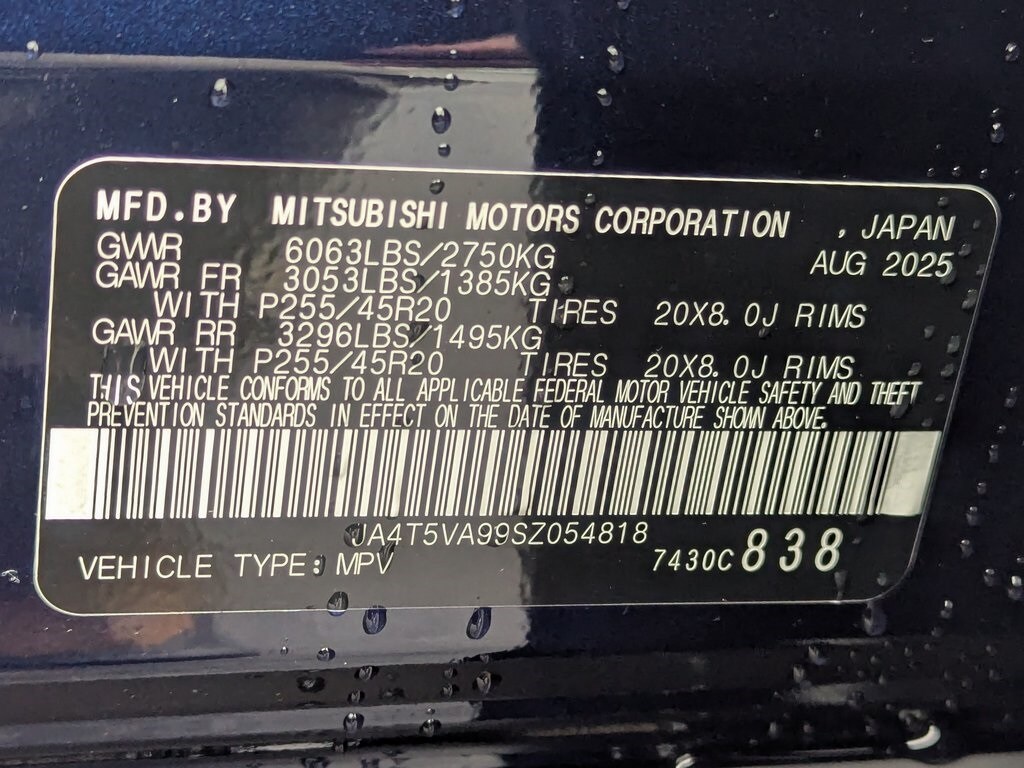 MFD.BY MITSUBISHI MOTORS CORPORATION , JAPAN
GVWR 6063LBS/2750KG AUG 2025
GAWR FR 3053LBS/1385KG
WITH P255/45R20 TIRES 20X8.0J RIMS
GAWR RR 3296LBS/1495KG
WITH P255/45R20 TIRES 20X8.0J RIMS
THIS VEHICLE CONFORMS TO ALL APPLICABLE FEDERAL MOTOR VEHICLE SAFETY AND THEFT
PREVENTION STANDARDS IN EFFECT ON THE DATE OF MANUFACTURE SHOWN ABOVE.
JA4T5VA99SZ054818
VEHICLE TYPE: MPV 7430C 838